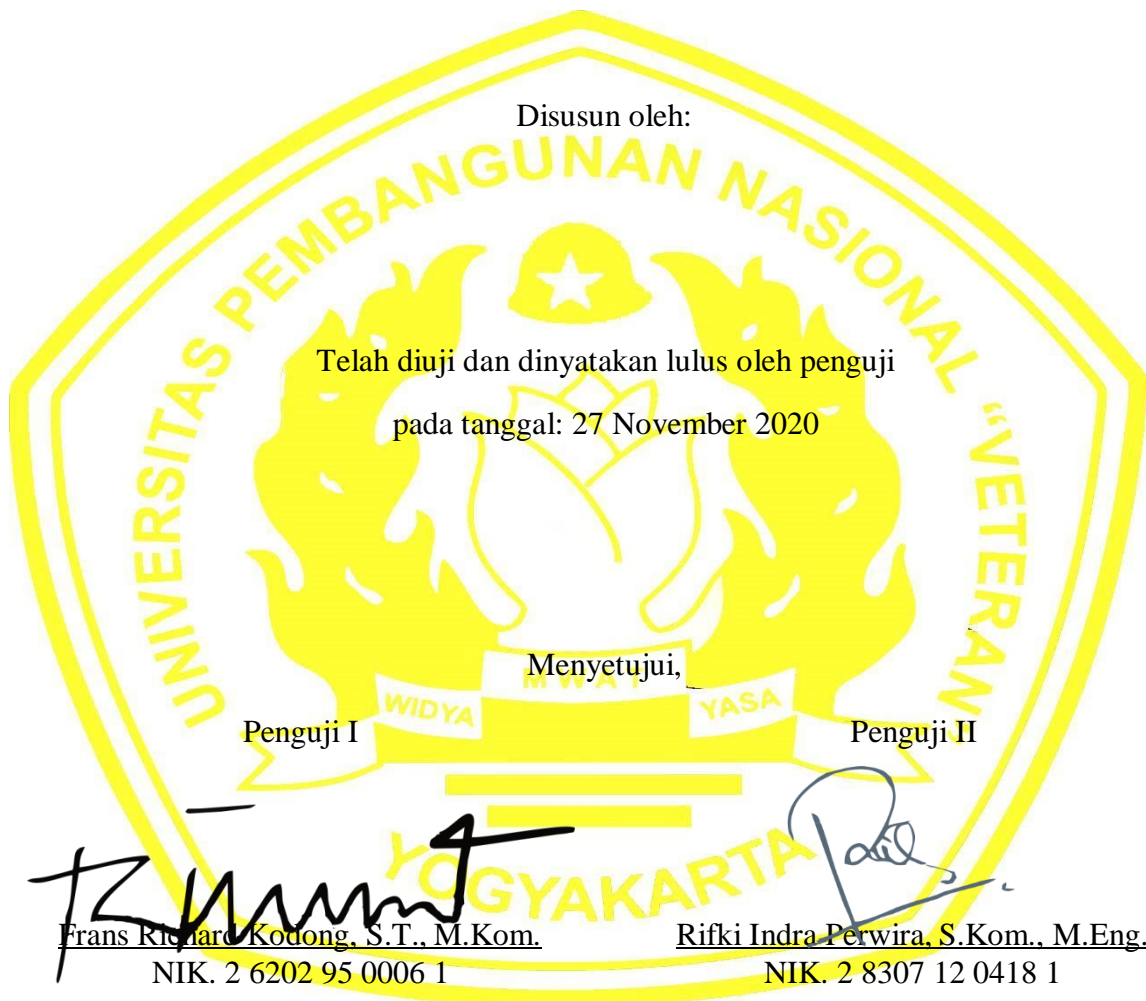 Disusun oleh:
UNIVERSITAS PEMBANGUNAN NASIONAL "VETERAN"
Telah diuji dan dinyatakan lulus oleh penguji
pada tanggal: 27 November 2020
Menyetujui,
WIDYA MWAT YASA
Penguji I Penguji II
YOGYAKARTA
Frans Richard Kodong, S.T., M.Kom. Rifki Indra Perwira, S.Kom., M.Eng.
NIK. 2 6202 95 0006 1 NIK. 2 8307 12 0418 1